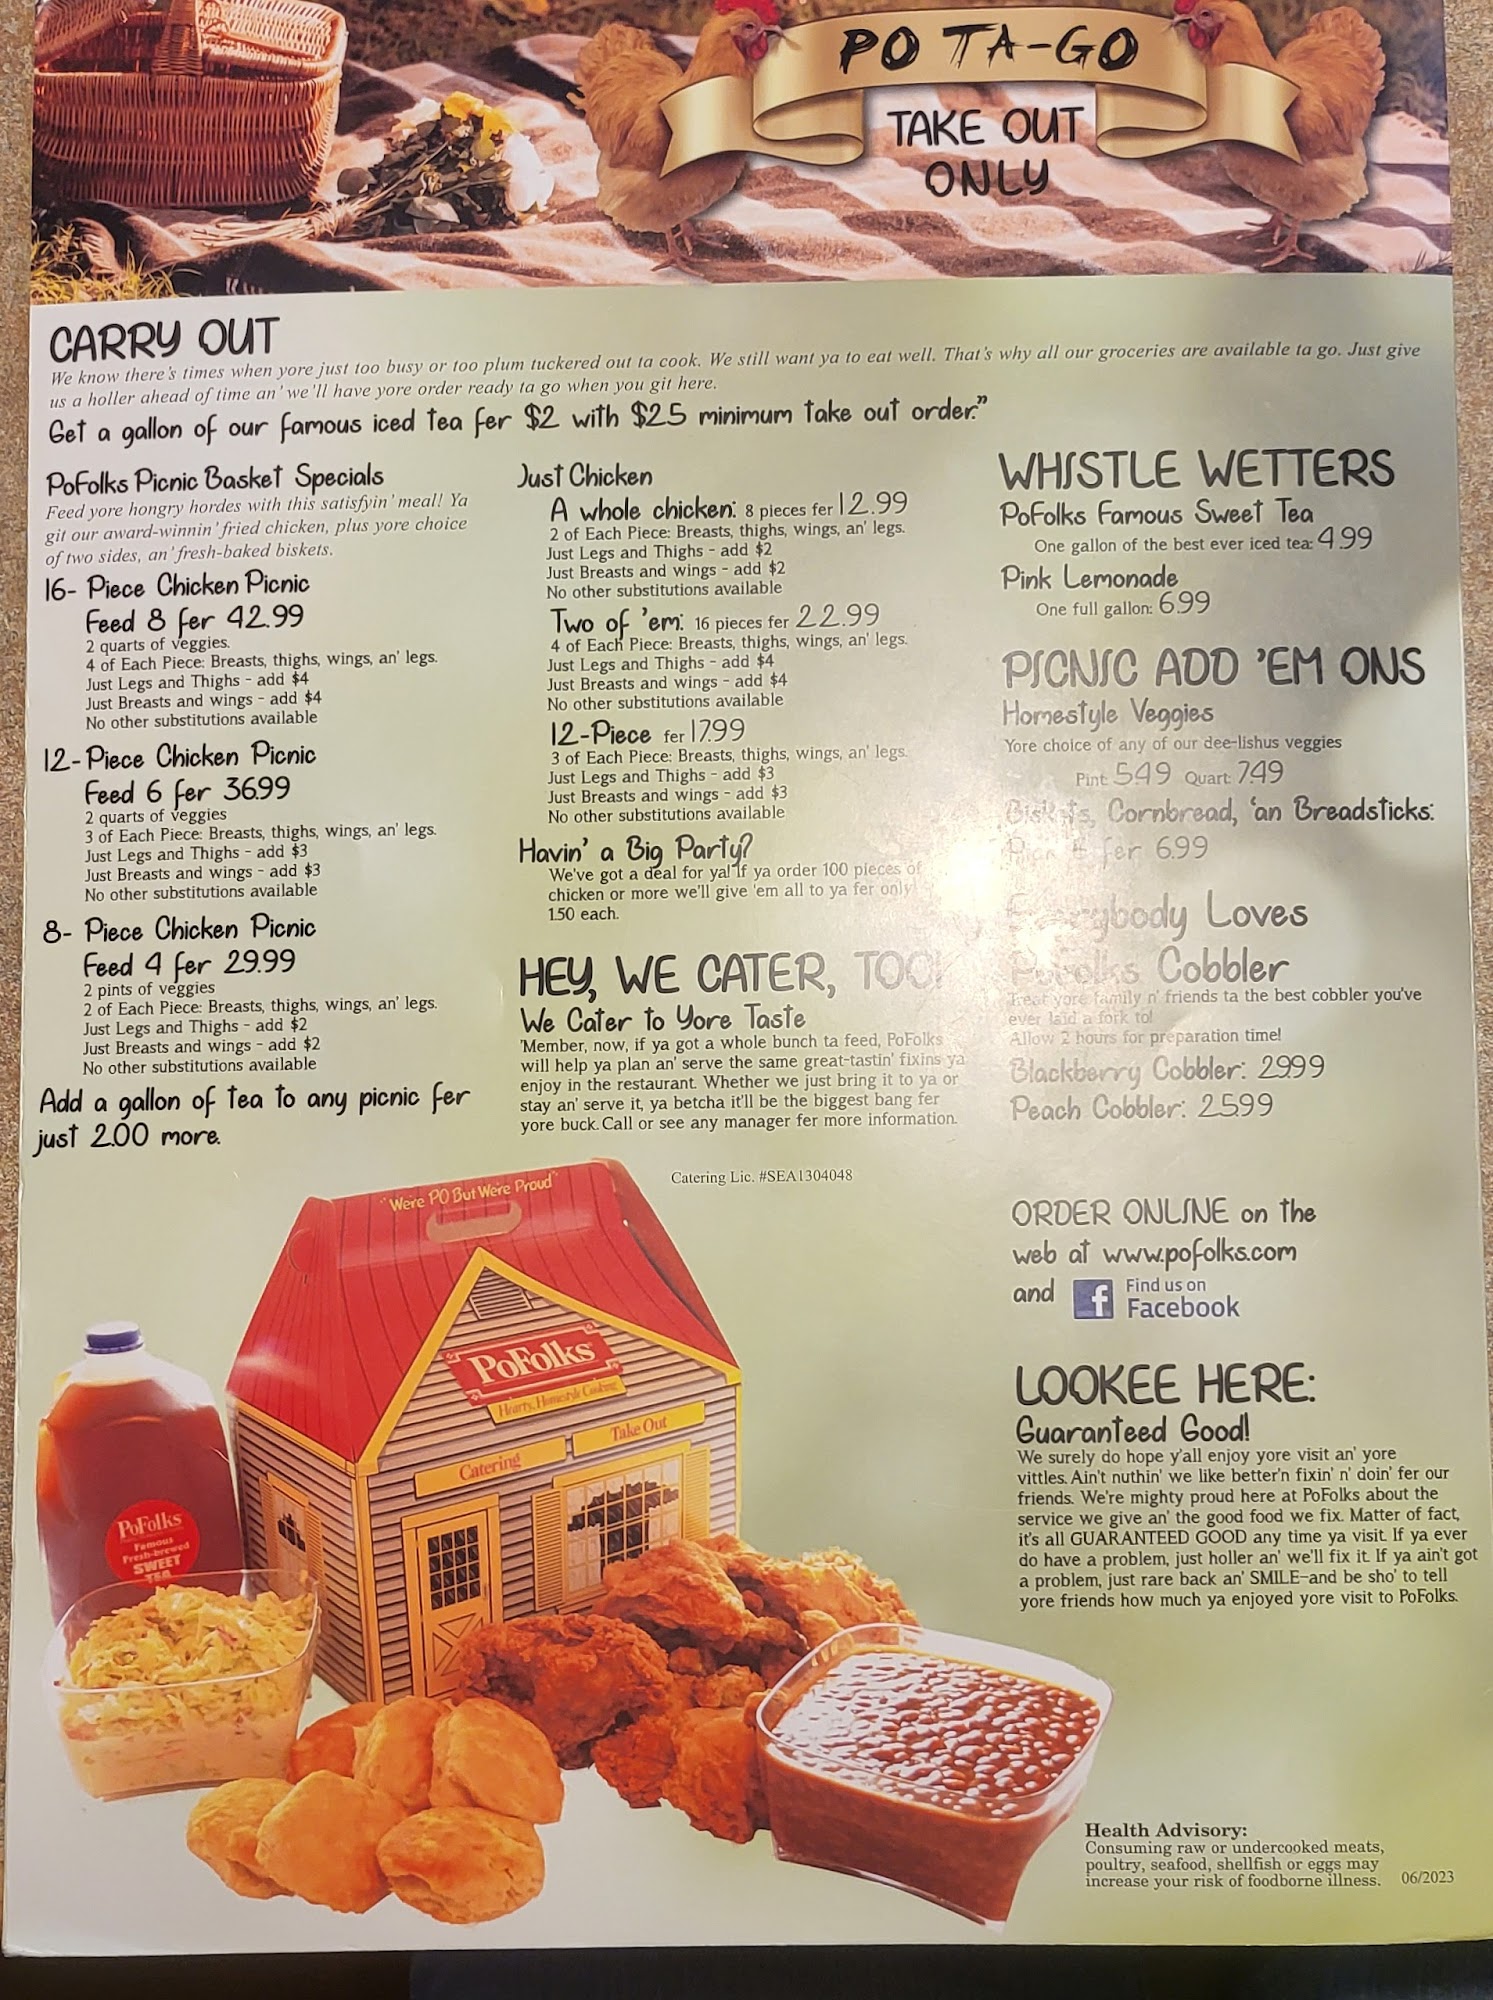 PO TA-GO
TAKE OUT
ONLY
CARRY OUT
We know there's times when yore just too busy or too plum tuckered out ta cook. We still want ya to eat well. That's why all our groceries are available ta go. Just give
us a holler ahead of time an' we'll have yore order ready ta go when you git here.
Get a gallon of our famous iced tea fer $2 with $25 minimum take out order."
PoFolks Picnic Basket Specials
Feed yore hongry hordes with this satisfyin' meal! Ya
git our award-winnin' fried chicken, plus yore choice
of two sides, an' fresh-baked biskets.
16- Piece Chicken Picnic
Feed 8 fer 42.99
2 quarts of veggies.
4 of Each Piece: Breasts, thighs, wings, an' legs.
Just Legs and Thighs - add $4
Just Breasts and wings - add $4
No other substitutions available
12-Piece Chicken Picnic
Feed 6 fer 36.99
2 quarts of veggies
3 of Each Piece: Breasts, thighs, wings, an' legs.
Just Legs and Thighs - add $3
Just Breasts and wings - add $3
No other substitutions available
8- Piece Chicken Picnic
Feed 4 fer 29.99
2 pints of veggies
2 of Each Piece: Breasts, thighs, wings, an' legs.
Just Legs and Thighs - add $2
Just Breasts and wings - add $2
No other substitutions available
Add a gallon of tea to any picnic fer
just 2.00 more.
Just Chicken
A whole chicken: 8 pieces fer 12.99
2 of Each Piece: Breasts, thighs, wings, an' legs.
Just Legs and Thighs - add $2
Just Breasts and wings - add $2
No other substitutions available
Two of 'em: 16 pieces fer 22.99
4 of Each Piece: Breasts, thighs, wings, an' legs.
Just Legs and Thighs - add $4
Just Breasts and wings - add $4
No other substitutions available
12-Piece fer 17.99
3 of Each Piece: Breasts, thighs, wings, an' legs.
Just Legs and Thighs - add $3
Just Breasts and wings - add $3
No other substitutions available
Havin' a Big Party?
We've got a deal for ya! If ya order 100 pieces of
chicken or more we'll give 'em all to ya fer only
1.50 each.
HEY, WE CATER, TOO!
We Cater to Yore Taste
'Member, now, if ya got a whole bunch ta feed, PoFolks
will help ya plan an' serve the same great-tastin' fixins ya
enjoy in the restaurant. Whether we just bring it to ya or
stay an' serve it, ya betcha it'll be the biggest bang fer
yore buck. Call or see any manager fer more information.
Catering Lic. #SEA1304048
WHISTLE WETTERS
PoFolks Famous Sweet Tea
One gallon of the best ever iced tea: 4.99
Pink Lemonade
One full gallon: 6.99
PICNIC ADD 'EM ONS
Homestyle Veggies
Yore choice of any of our dee-lishus veggies
Pint: 5.49 Quart: 7.49
Biskits, Cornbread, 'an Breadsticks:
fer 6.99
Everybody Loves
PoFolks Cobbler
Treat yore family n' friends ta the best cobbler you've
ever laid a fork to!
Allow 2 hours for preparation time!
Blackberry Cobbler: 29.99
Peach Cobbler: 25.99
ORDER ONLINE on the
web at www.pofolks.com
and f Find us on
Facebook
LOOKEE HERE:
Guaranteed Good!
We surely do hope y'all enjoy yore visit an' yore
vittles. Ain't nuthin' we like better'n fixin' n' doin' fer our
friends. We're mighty proud here at PoFolks about the
service we give an' the good food we fix. Matter of fact,
it's all GUARANTEED GOOD any time ya visit. If ya ever
do have a problem, just holler an' we'll fix it. If ya ain't got
a problem, just rare back an' SMILE-and be sho' to tell
yore friends how much ya enjoyed yore visit to PoFolks.
"We're PO But We're Proud"
PoFolks
Hearty, Homestyle Cooking
Catering
Take Out
PoFolks
Famous
Fresh-brewed
SWEET
TEA
Health Advisory:
Consuming raw or undercooked meats,
poultry, seafood, shellfish or eggs may
increase your risk of foodborne illness.
06/2023